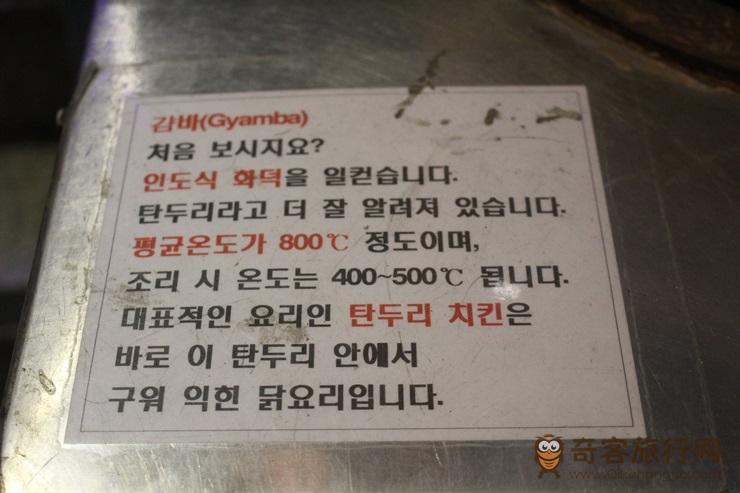 감바(Gyamba)
처음 보시지요?
인도식 화덕을 일컫습니다.
탄두리라고 더 잘 알려져 있습니다.
평균온도가 800℃ 정도이며,
조리 시 온도는 400~500℃ 됩니다.
대표적인 요리인 탄두리 치킨은
바로 이 탄두리 안에서
구워 익힌 닭요리입니다.
奇客旅行网